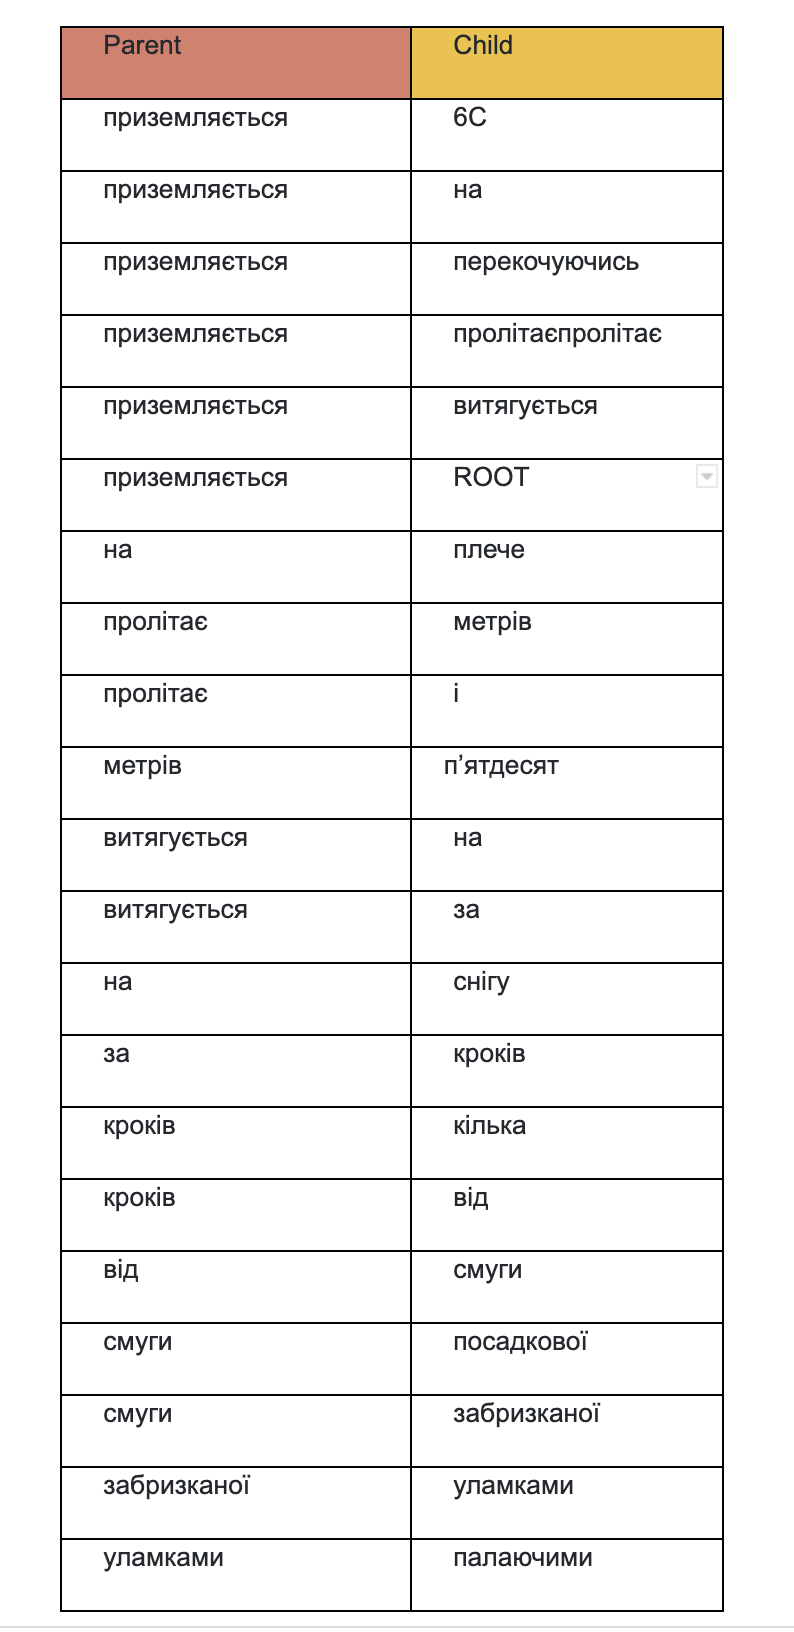 Parent Child
приземляється 6C
приземляється на
приземляється перекочуючись
приземляється пролітаєпролітає
приземляється витягується
приземляється ROOT
на плече
пролітає метрів
пролітає і
метрів п’ятдесят
витягується на
витягується за
на снігу
за кроків
кроків кілька
кроків від
від смуги
смуги посадкової
смуги забризканої
забризканої уламками
уламками палаючими